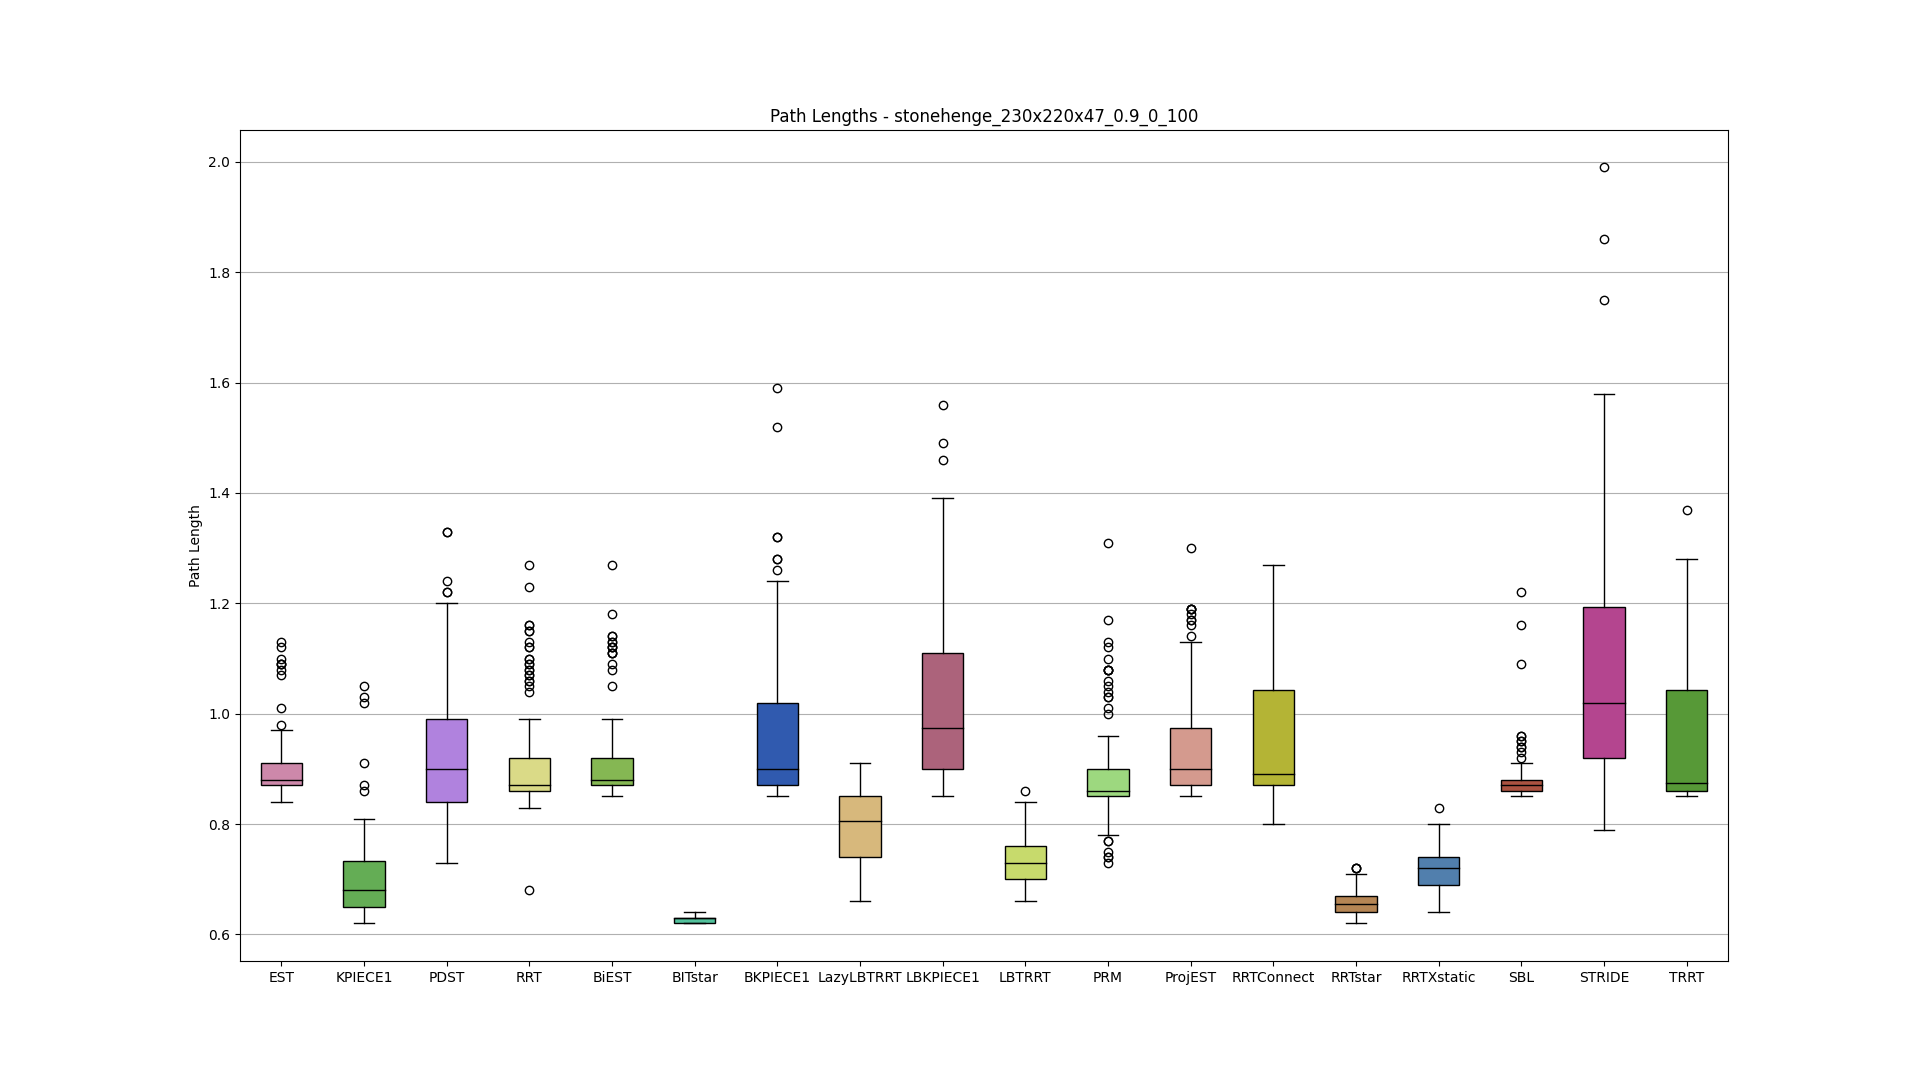 Path Lengths - stonehenge_230x220x47_0.9_0_100
Path Length
2.0
1.8
1.6
1.4
1.2
1.0
0.8
0.6
EST KPIECE1 PDST RRT BiEST BITstar BKPIECE1 LazyLBTRRT LBKPIECE1 LBTRRT PRM ProjEST RRTConnect RRTstar RRTXstatic SBL STRIDE TRRT